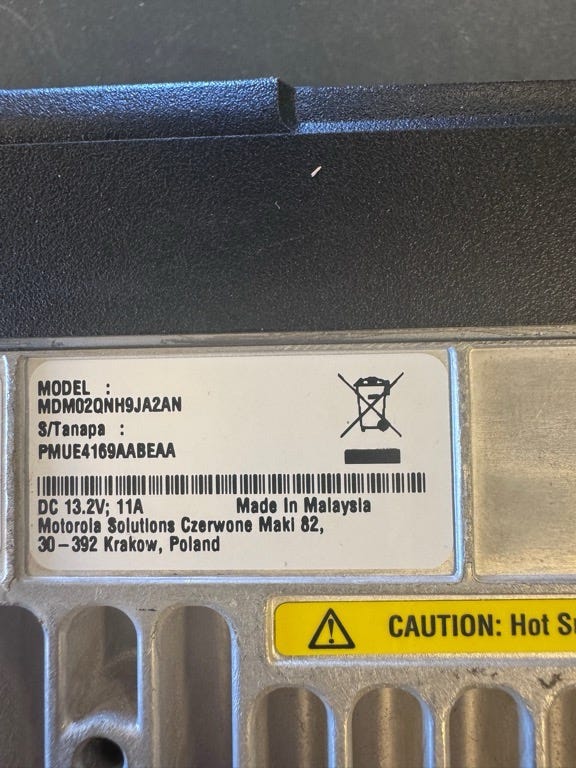 MODEL :
MDM02QNH9JA2AN
S/Tanapa :
PMUE4169AABEAA
DC 13.2V; 11A Made In Malaysia
Motorola Solutions Czerwone Maki 82,
30-392 Krakow, Poland
CAUTION: Hot Su